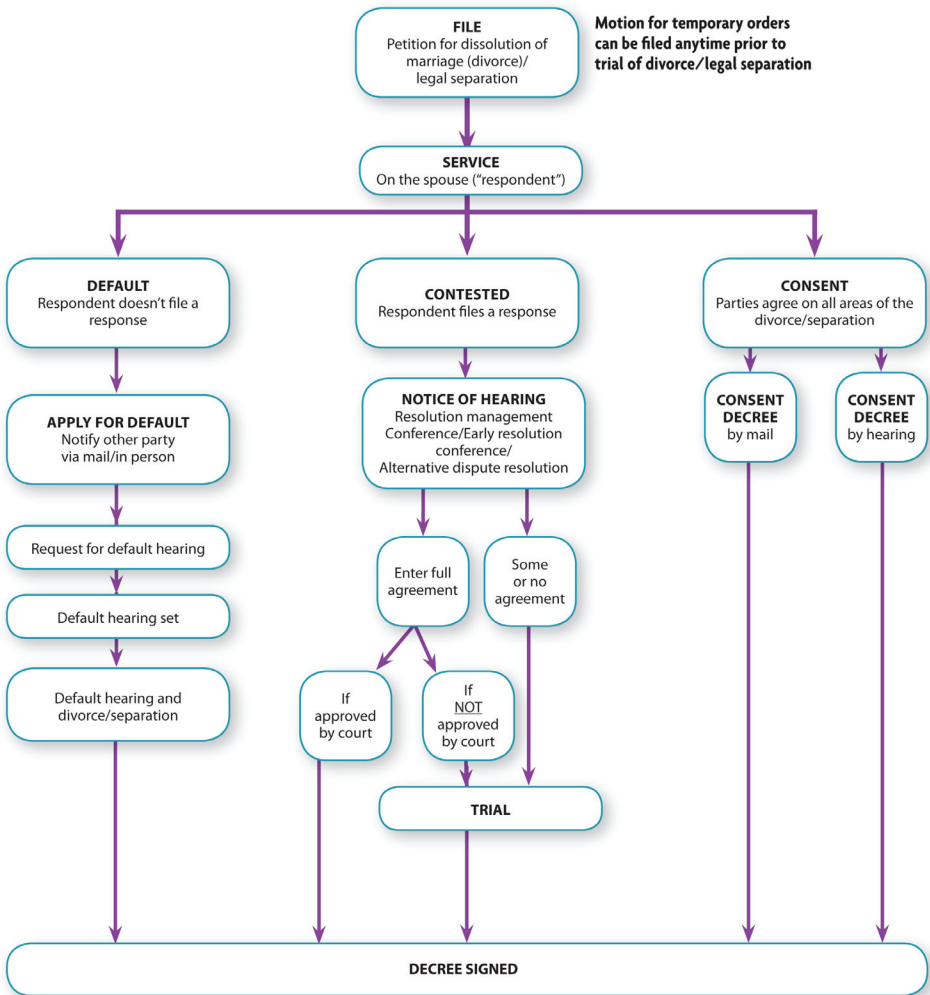 FILE
Petition for dissolution of
marriage (divorce)/
legal separation
Motion for temporary orders
can be filed anytime prior to
trial of divorce/legal separation
SERVICE
On the spouse (“respondent”)
DEFAULT
Respondent doesn’t file a
response
CONTESTED
Respondent files a response
CONSENT
Parties agree on all areas of the
divorce/separation
APPLY FOR DEFAULT
Notify other party
via mail/in person
NOTICE OF HEARING
Resolution management
Conference/Early resolution
conference/
Alternative dispute resolution
CONSENT
DECREE
by mail
CONSENT
DECREE
by hearing
Request for default hearing
Enter full
agreement
Some
or no
agreement
Default hearing set
Default hearing and
divorce/separation
If
approved
by court
If
NOT
approved
by court
TRIAL
DECREE SIGNED